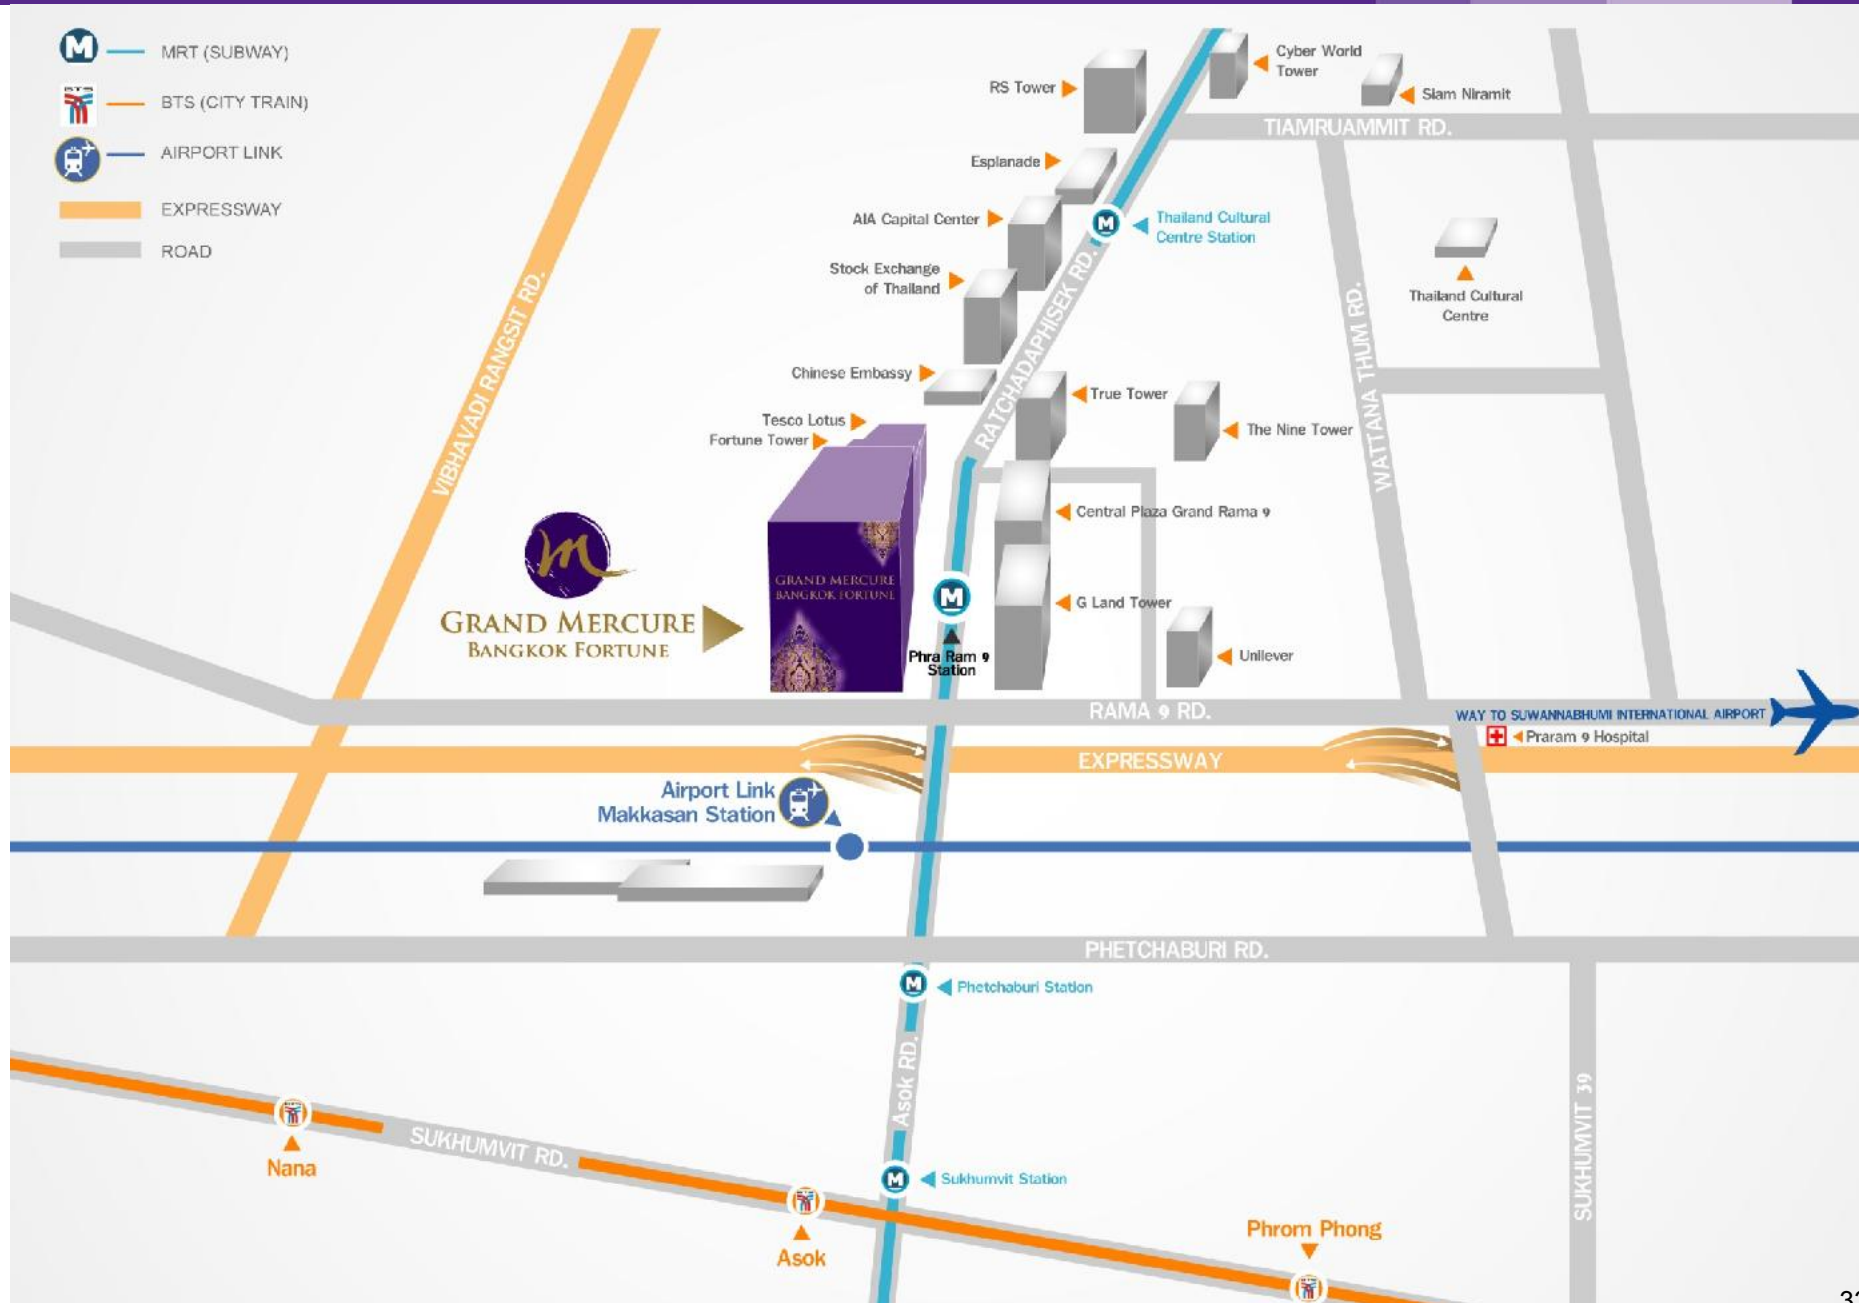 MRT (SUBWAY)
BTS (CITY TRAIN)
AIRPORT LINK
EXPRESSWAY
ROAD
Cyber World
Tower
RS Tower
Siam Niramit
TIAMRUAMMIT RD.
Esplanade
AIA Capital Center
Thailand Cultural
Centre Station
Stock Exchange
of Thailand
Thailand Cultural
Centre
VIBHAVADI RANGSIT RD.
RATCHADAPHISEK RD.
WATTANA THUM RD.
Chinese Embassy
True Tower
Tesco Lotus
Fortune Tower
The Nine Tower
Central Plaza Grand Rama 9
GRAND MERCURE
BANGKOK FORTUNE
GRAND MERCURE
BANGKOK FORTUNE
M
G Land Tower
Phra Ram 9
Station
Unilever
RAMA 9 RD.
WAY TO SUWANNABHUMI INTERNATIONAL AIRPORT
Praram 9 Hospital
EXPRESSWAY
Airport Link
Makkasan Station
PHETCHABURI RD.
Phetchaburi Station
Asok RD.
SUKHUMVIT 39
Nana
SUKHUMVIT RD.
Sukhumvit Station
Asok
Phrom Phong